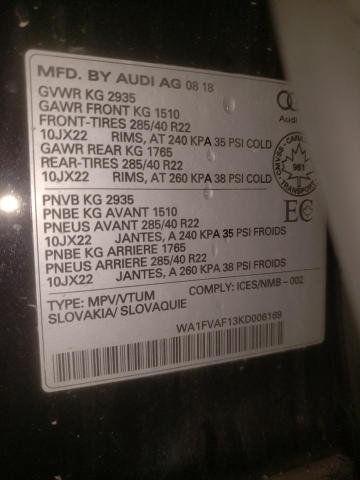 MFD. BY AUDI AG 08 18
GVWR KG 2935
GAWR FRONT KG 1510
FRONT-TIRES 285/40 R22
10JX22 RIMS, AT 240 KPA 35 PSI COLD
GAWR REAR KG 1765
REAR-TIRES 285/40 R22
10JX22 RIMS, AT 260 KPA 38 PSI COLD
Audi
CMVSS - CANADA
961
TRANSPORT
PNVB KG 2935
PNBE KG AVANT 1510
PNEUS AVANT 285/40 R22
10JX22 JANTES, A 240 KPA 35 PSI FROIDS
PNBE KG ARRIERE 1765
PNEUS ARRIERE 285/40 R22
10JX22 JANTES, A 260 KPA 38 PSI FROIDS
EC
TYPE: MPV/VTUM COMPLY: ICES/NMB-002
SLOVAKIA/ SLOVAQUIE
WA1FVAF13KD006169